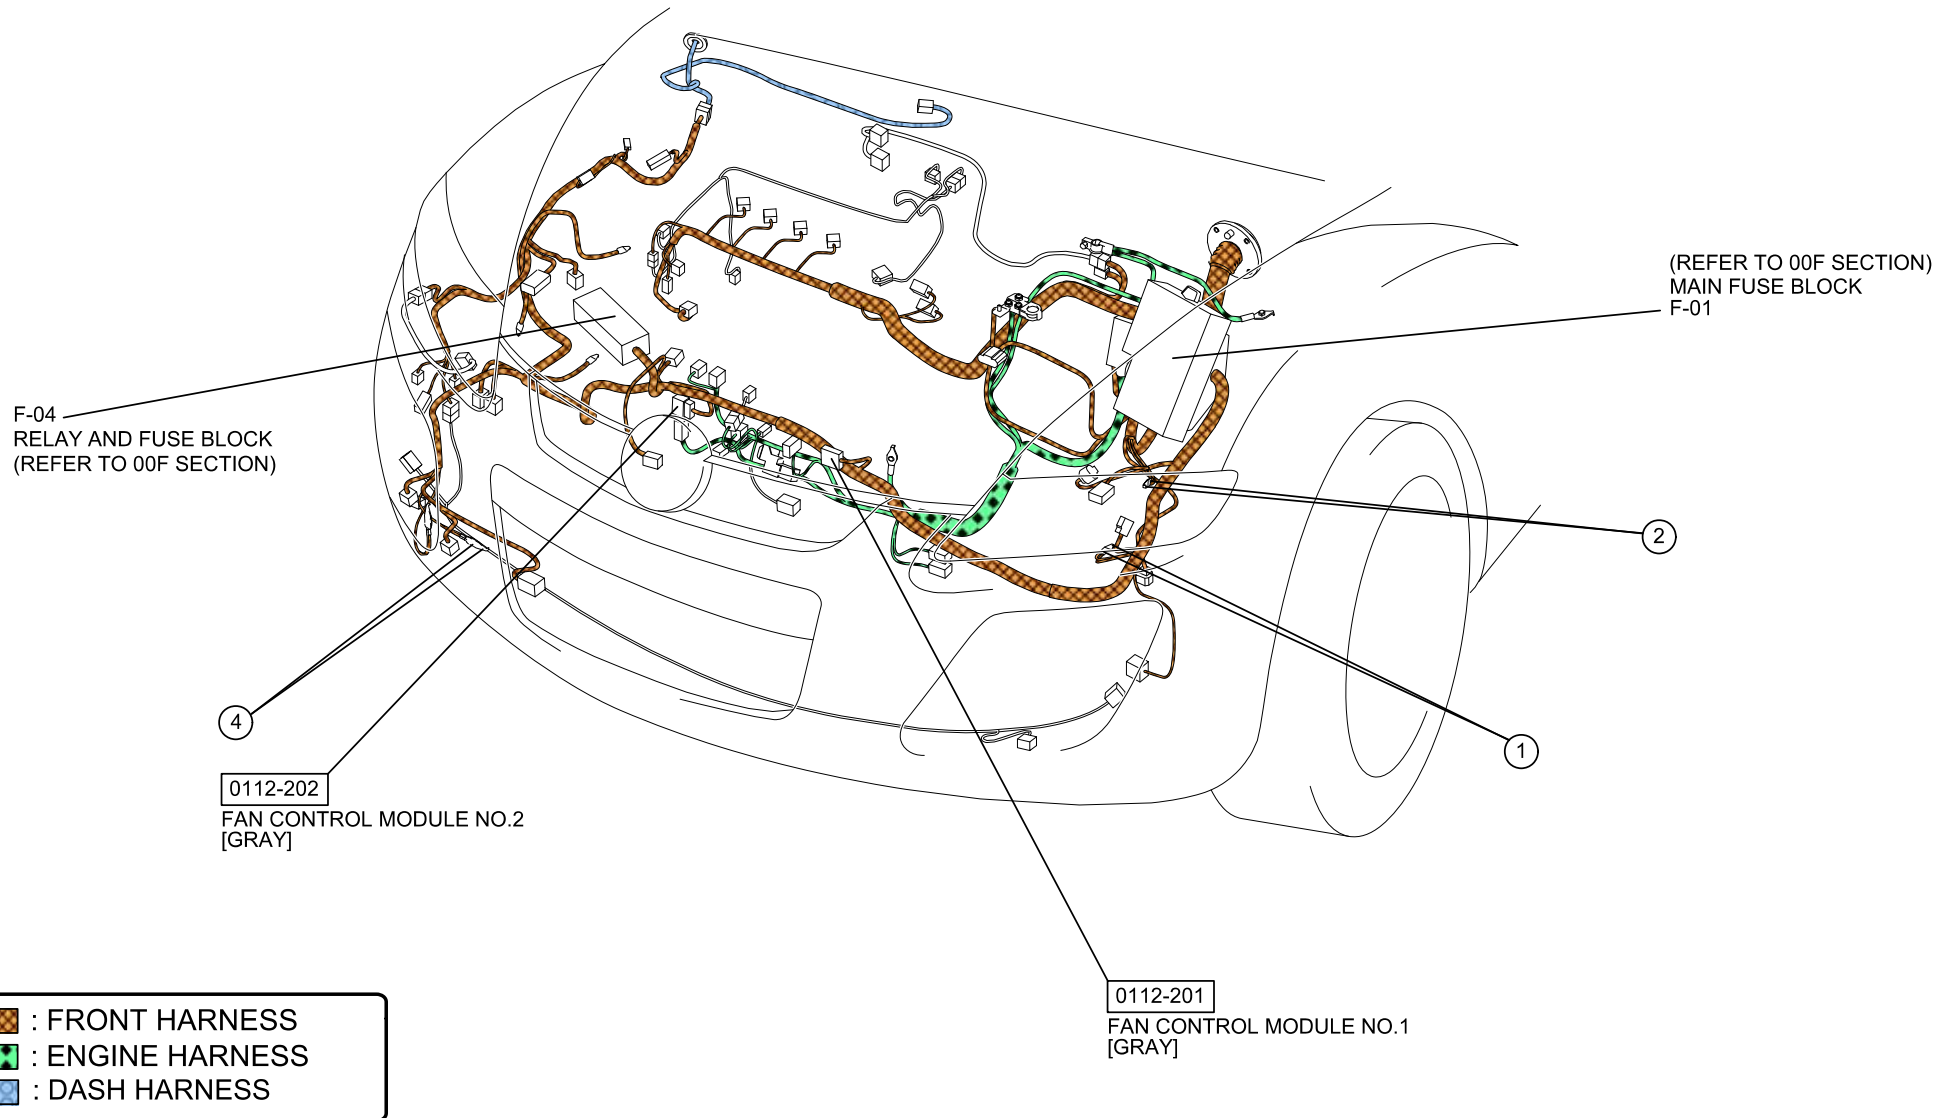 (REFER TO 00F SECTION)
MAIN FUSE BLOCK
F-01
F-04
RELAY AND FUSE BLOCK
(REFER TO 00F SECTION)
2
4
1
0112-202
FAN CONTROL MODULE NO.2
[GRAY]
0112-201
FAN CONTROL MODULE NO.1
[GRAY]
: FRONT HARNESS
: ENGINE HARNESS
: DASH HARNESS